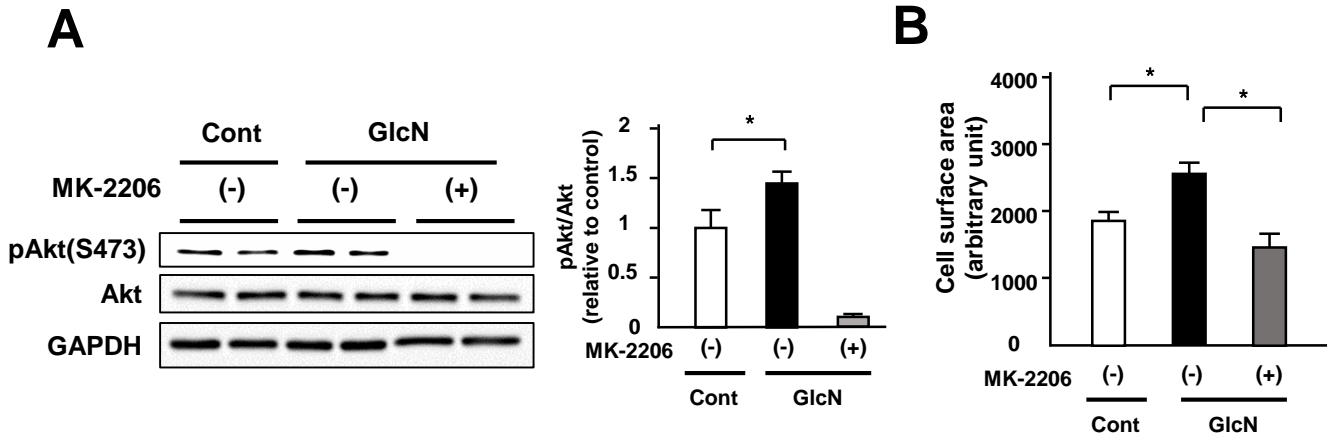 A
Cont GlcN
MK-2206 (-) (-) (+)
pAkt(S473)
Akt
GAPDH
pAkt/Akt
(relative to control)
2
1.5
1
0.5
0
*
MK-2206 (-) (-) (+)
Cont GlcN
B
Cell surface area
(arbitrary unit)
4000
3000
2000
1000
0
* *
MK-2206 (-) (-) (+)
Cont GlcN